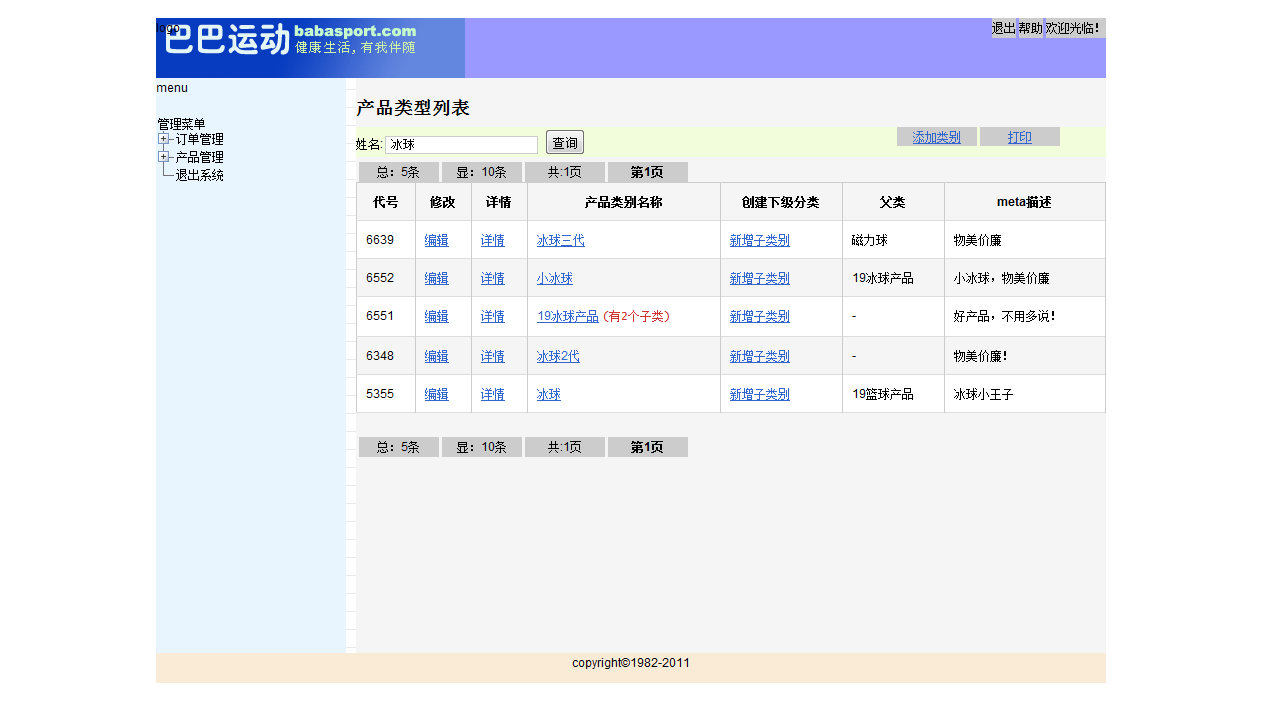 logo
巴巴运动 babasport.com
健康生活,有我伴随
退出 帮助 欢迎光临!
menu
管理菜单
订单管理
产品管理
退出系统
产品类型列表
姓名: 冰球 查询 添加类别 打印
总：5条 显：10条 共:1页 第1页
代号 修改 详情 产品类别名称 创建下级分类 父类 meta描述
6639 编辑 详情 冰球三代 新增子类别 磁力球 物美价廉
6552 编辑 详情 小冰球 新增子类别 19冰球产品 小冰球，物美价廉
6551 编辑 详情 19冰球产品 (有2个子类) 新增子类别 - 好产品，不用多说！
6348 编辑 详情 冰球2代 新增子类别 - 物美价廉！
5355 编辑 详情 冰球 新增子类别 19篮球产品 冰球小王子
总：5条 显：10条 共:1页 第1页
copyright©1982-2011